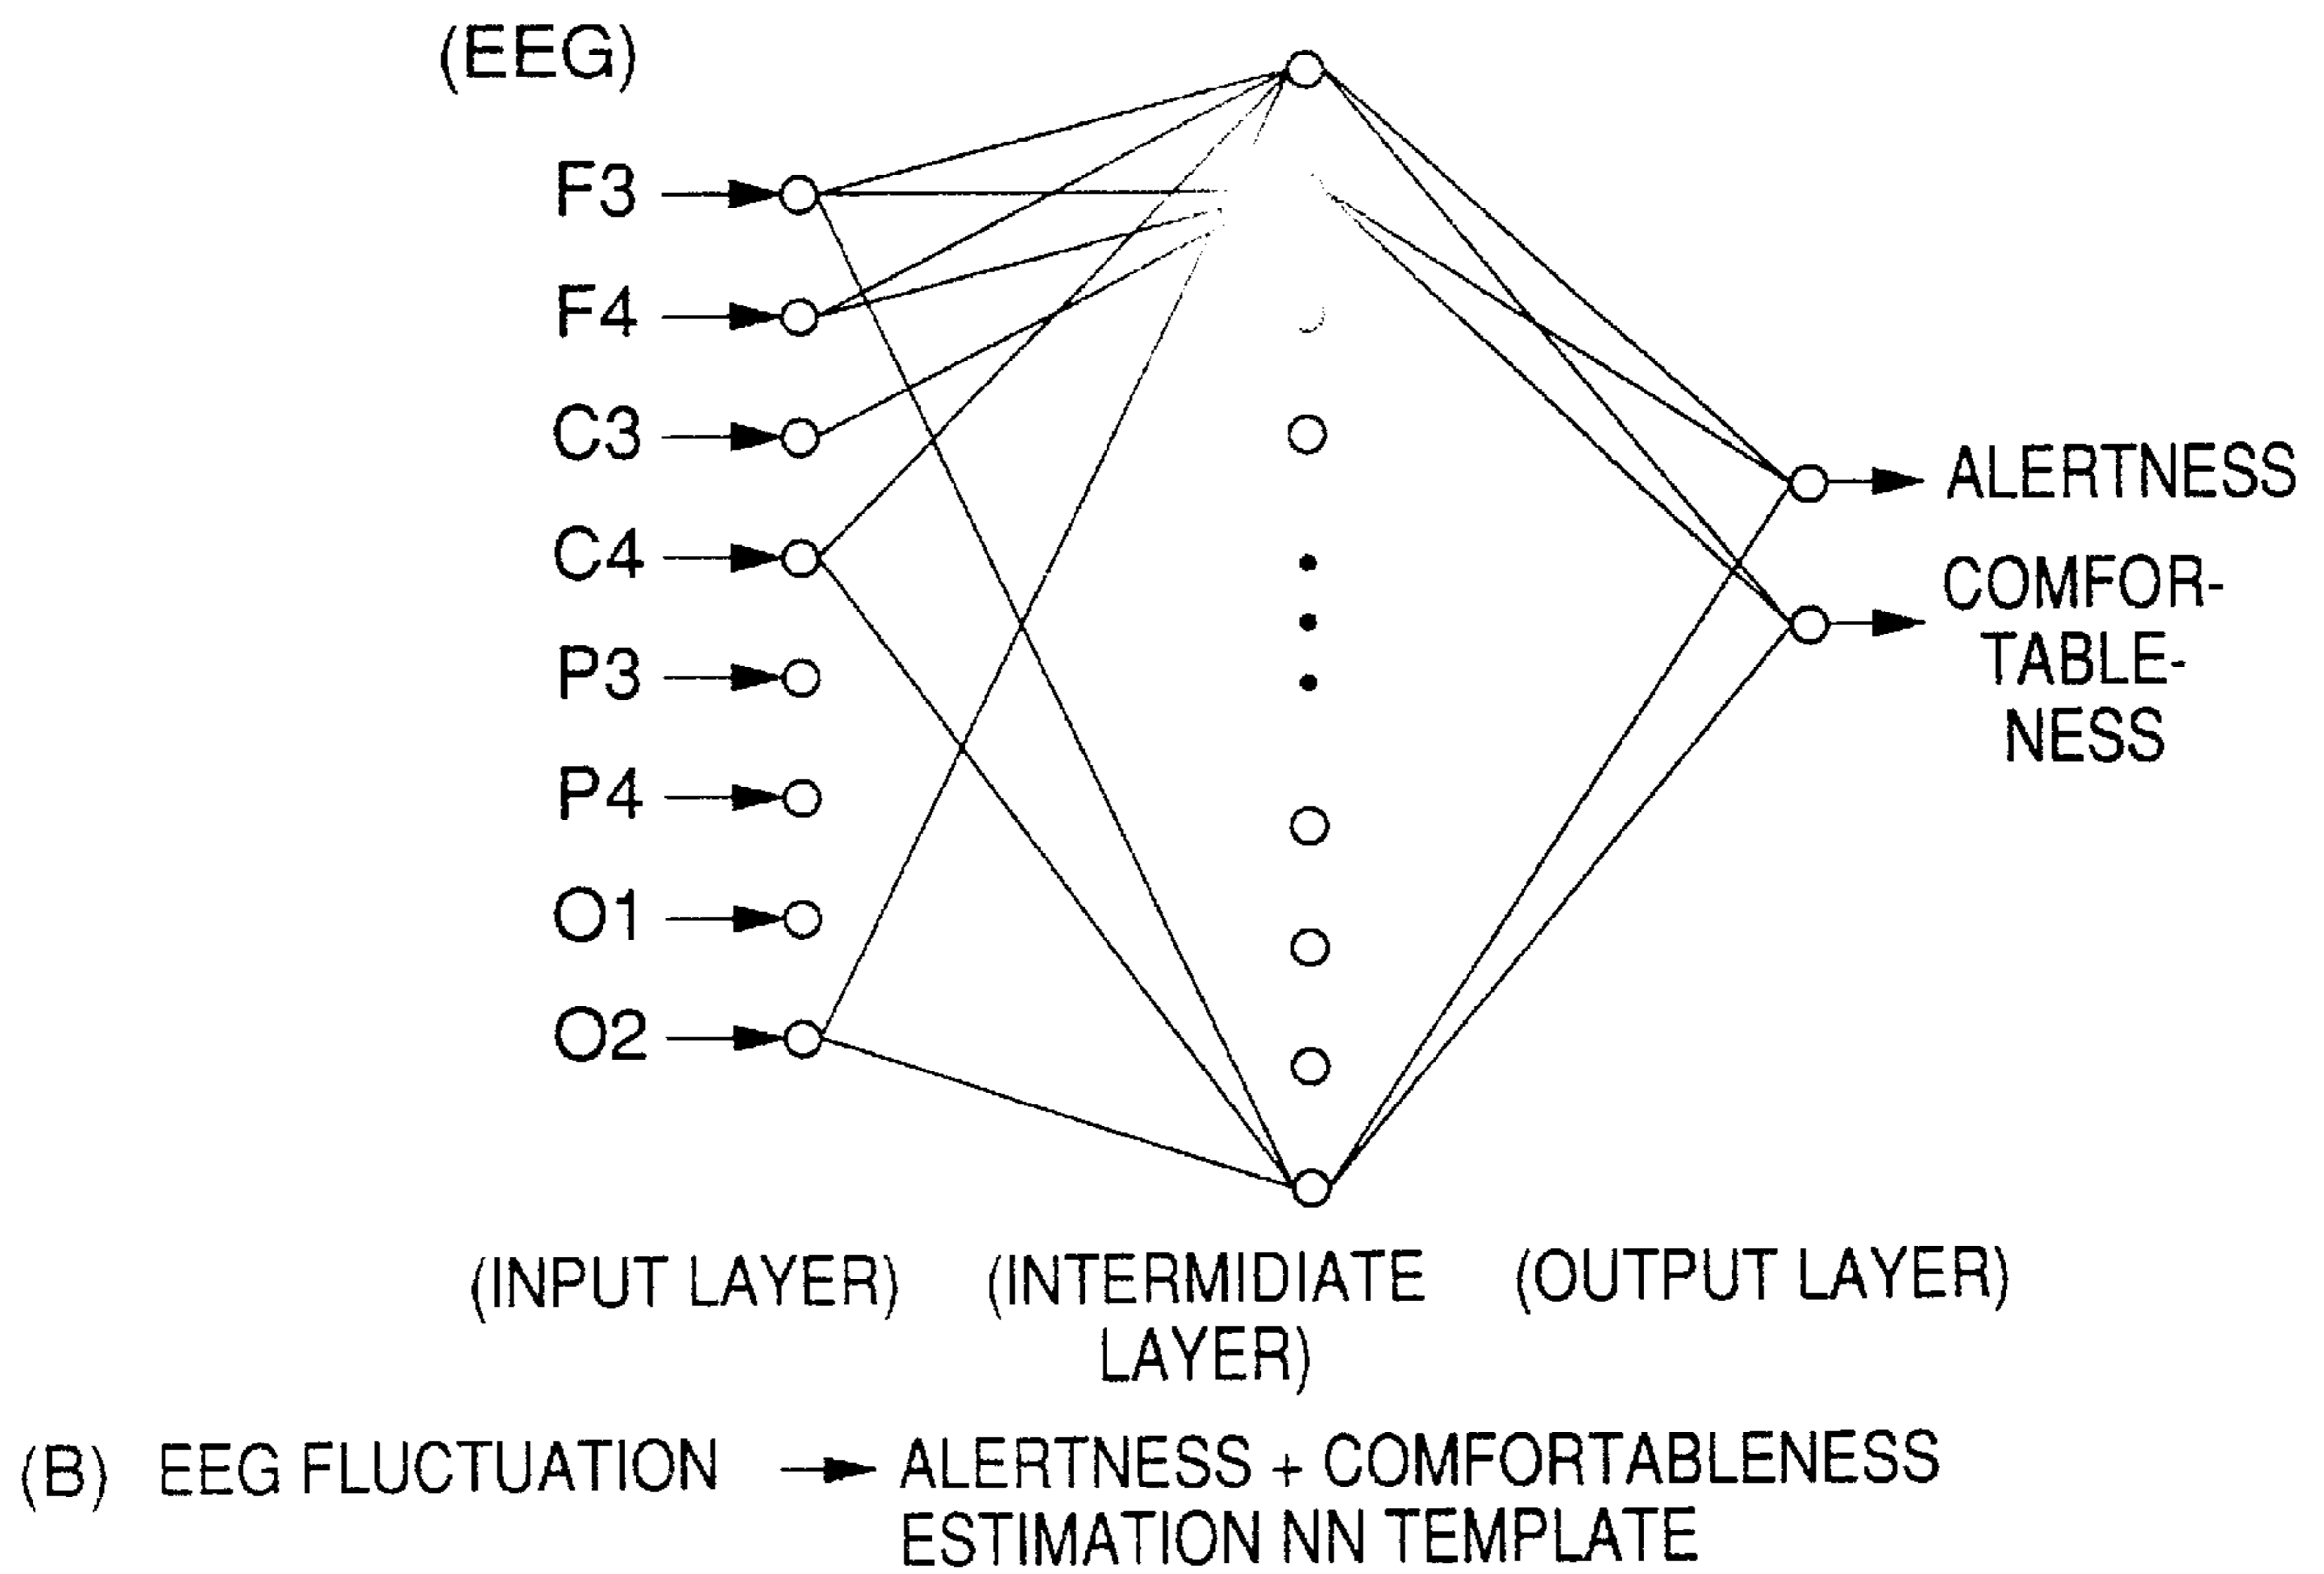 (EEG)
F3
F4
C3
C4
P3
P4
O1
O2
ALERTNESS
COMFOR-
TABLE-
NESS
(INPUT LAYER)
(INTERMIDIATE
LAYER)
(OUTPUT LAYER)
(B) EEG FLUCTUATION → ALERTNESS + COMFORTABLENESS
ESTIMATION NN TEMPLATE